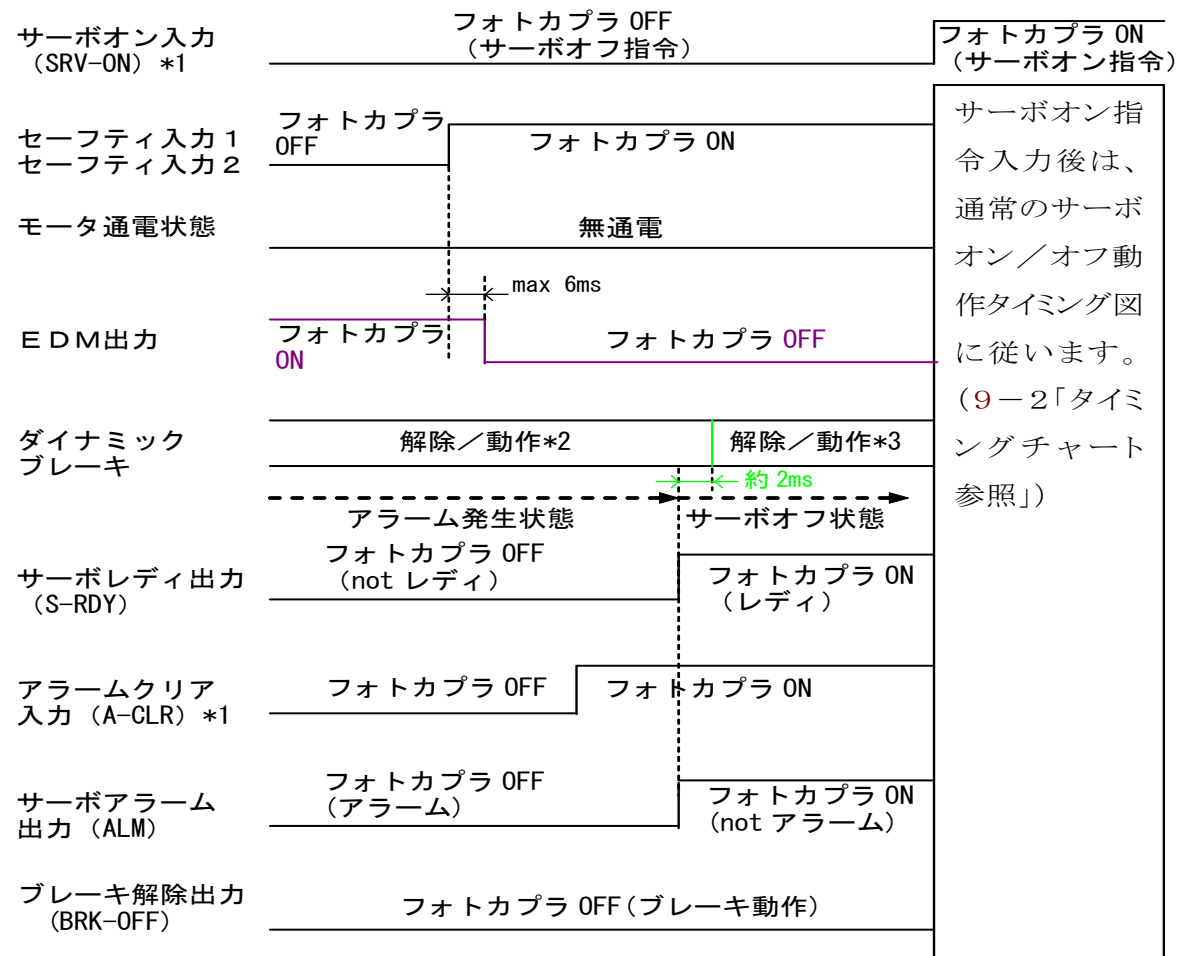 サーボオン入力
（SRV-ON）*1
フォトカプラ OFF
（サーボオフ指令）
フォトカプラ ON
（サーボオン指令）
セーフティ入力１
セーフティ入力２
フォトカプラ
OFF
フォトカプラ ON
モータ通電状態
無通電
max 6ms
ＥＤＭ出力
フォトカプラ
ON
フォトカプラ OFF
ダイナミック
ブレーキ
解除／動作*2
解除／動作*3
約 2ms
アラーム発生状態
サーボオフ状態
サーボレディ出力
（S-RDY）
フォトカプラ OFF
（not レディ）
フォトカプラ ON
（レディ）
アラームクリア
入力（A-CLR）*1
フォトカプラ OFF
フォトカプラ ON
サーボアラーム
出力（ALM）
フォトカプラ OFF
（アラーム）
フォトカプラ ON
（not アラーム）
ブレーキ解除出力
（BRK-OFF）
フォトカプラ OFF（ブレーキ動作）
サーボオン指
令入力後は、
通常のサーボ
オン／オフ動
作タイミング図
に従います。
（９－２「タイミ
ングチャート
参照」）